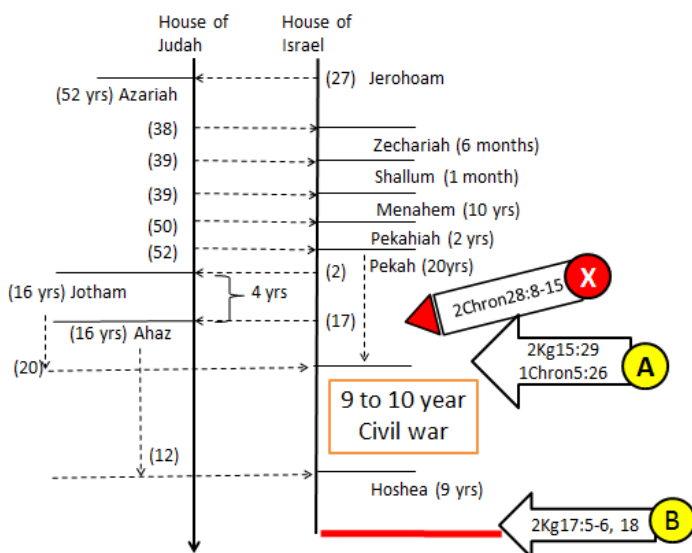 House of
Judah
House of
Israel
(27) Jerohoam
(52 yrs) Azariah
(38)
Zechariah (6 months)
(39)
Shallum (1 month)
(39)
Menahem (10 yrs)
(50)
Pekahiah (2 yrs)
(52)
Pekah (20yrs)
(2)
(16 yrs) Jotham
4 yrs
X
2Chron28:8-15
(17)
(16 yrs) Ahaz
2Kg15:29
1Chron5:26
A
(20)
9 to 10 year
Civil war
(12)
Hoshea (9 yrs)
2Kg17:5-6, 18
B